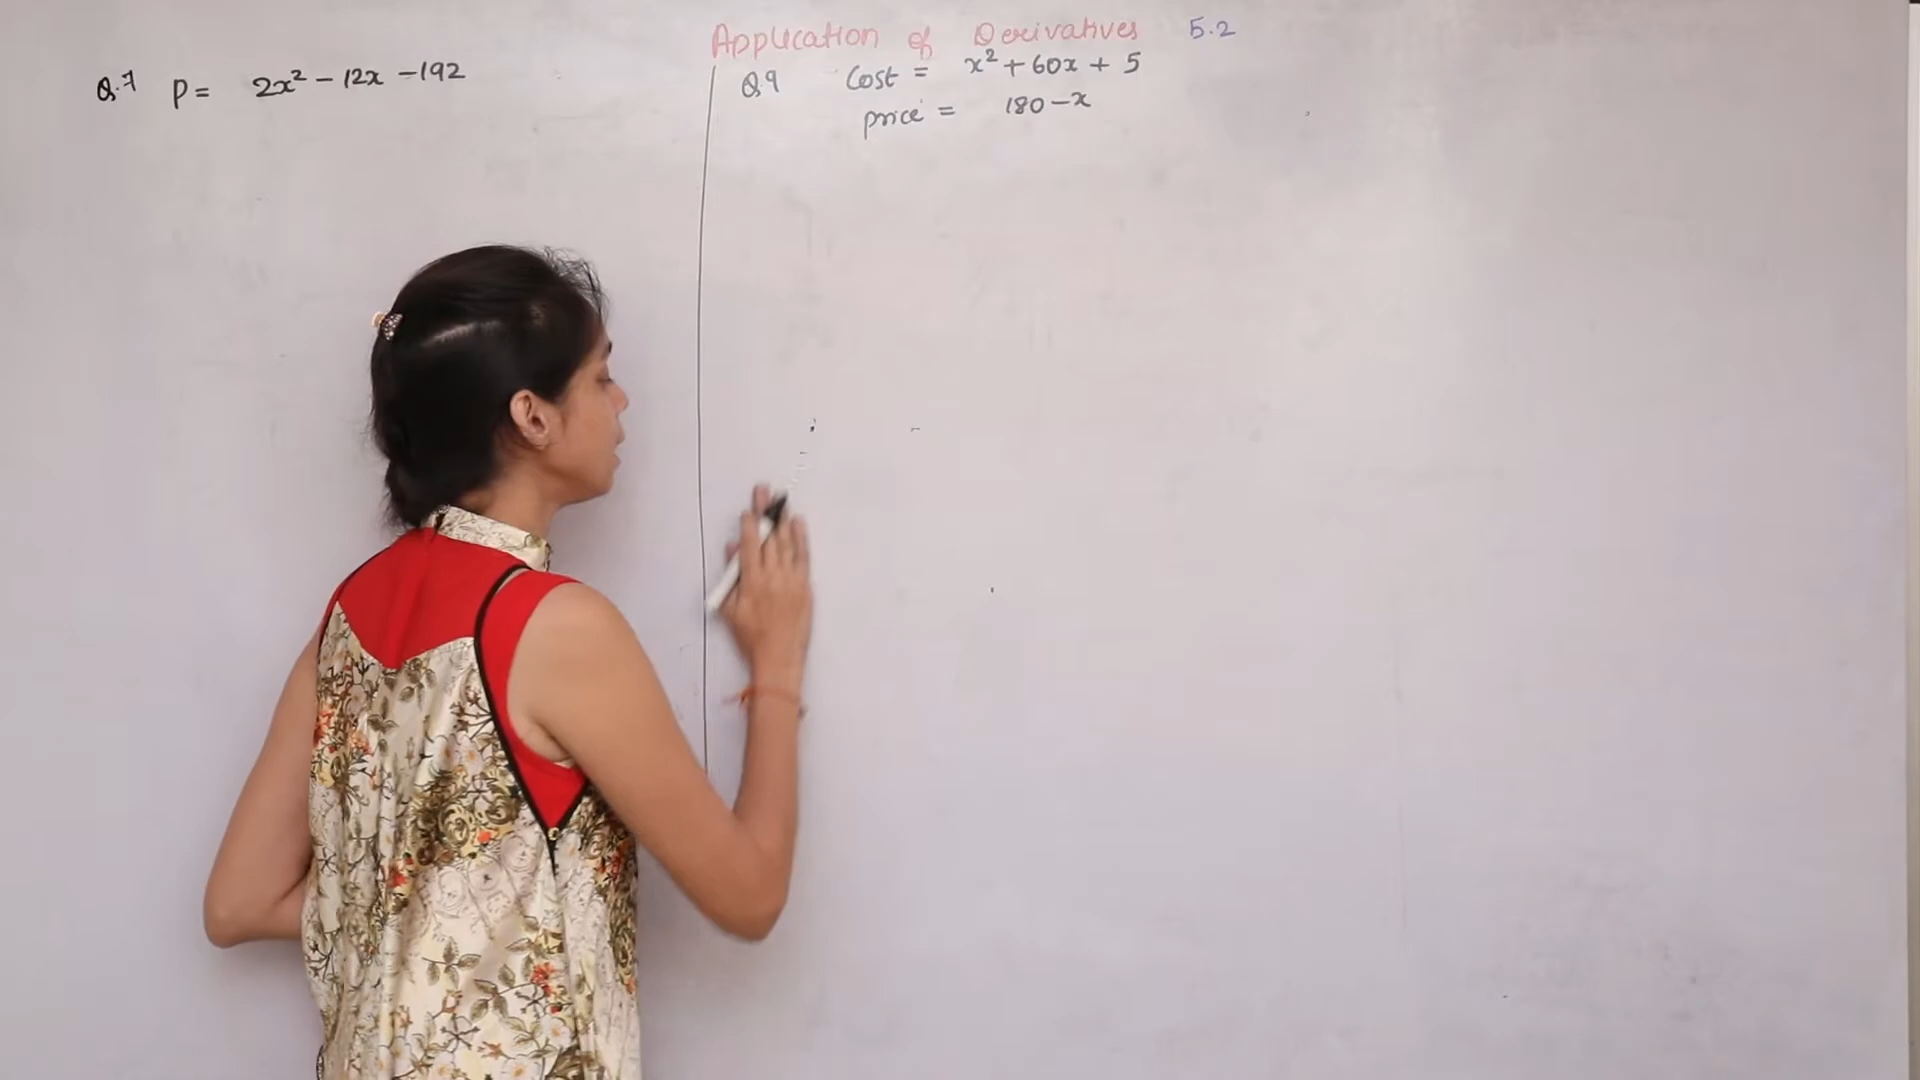 Application of Derivatives 5.2
Q.7 P = 2x² - 12x - 192
Q.9 Cost = x² + 60x + 5
price = 180 - x